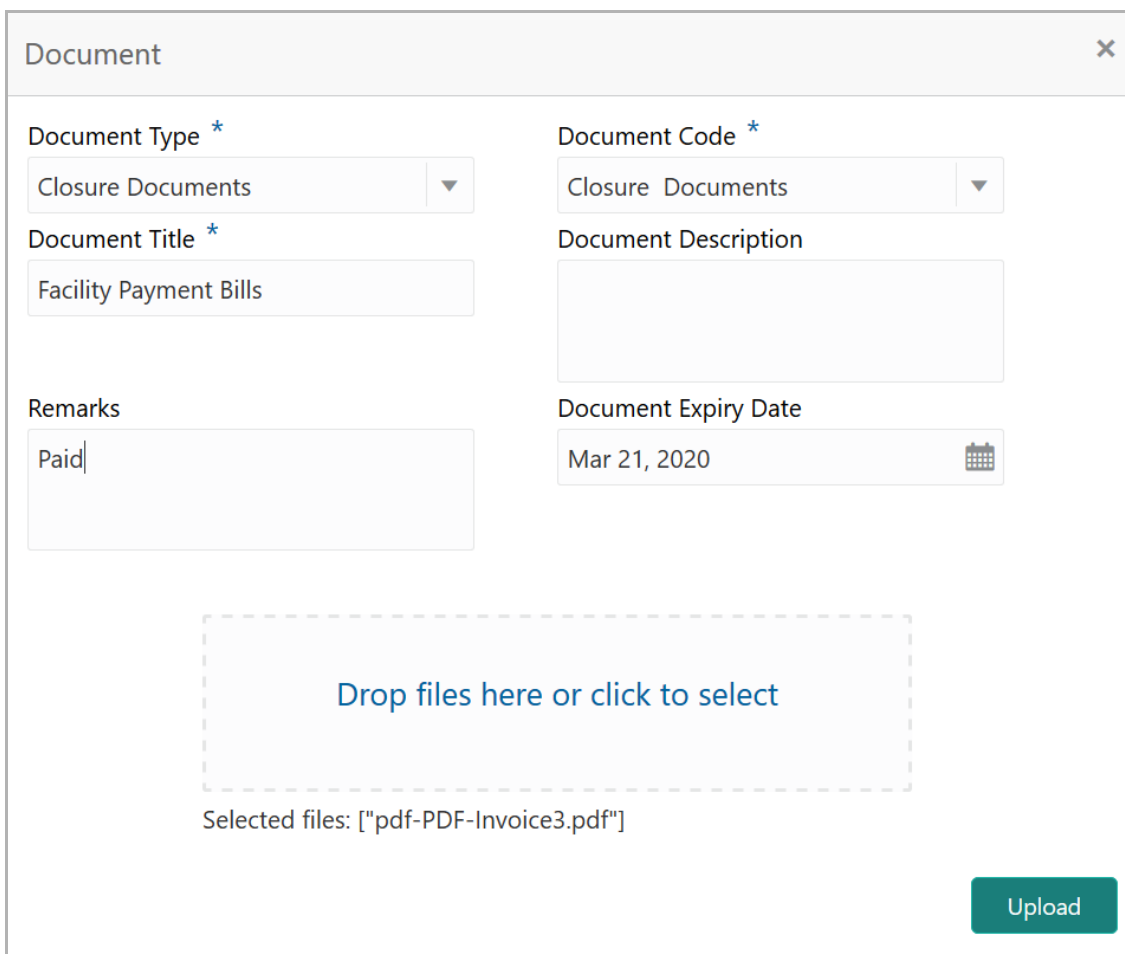 Document ×
Document Type * Document Code *
Closure Documents Closure  Documents
Document Title * Document Description
Facility Payment Bills
Remarks Document Expiry Date
Paid Mar 21, 2020
Drop files here or click to select
Selected files: ["pdf-PDF-Invoice3.pdf"]
Upload